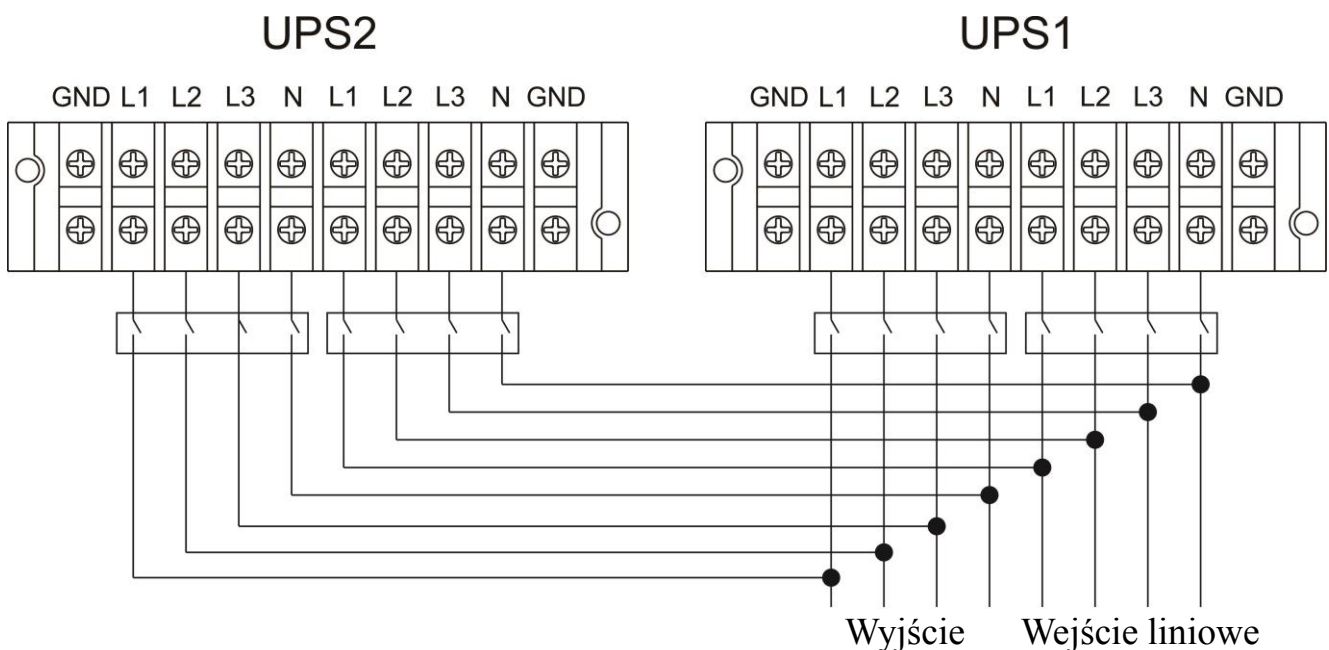 UPS2 UPS1
GND L1 L2 L3 N L1 L2 L3 N GND GND L1 L2 L3 N L1 L2 L3 N GND
Wyjście Wejście liniowe